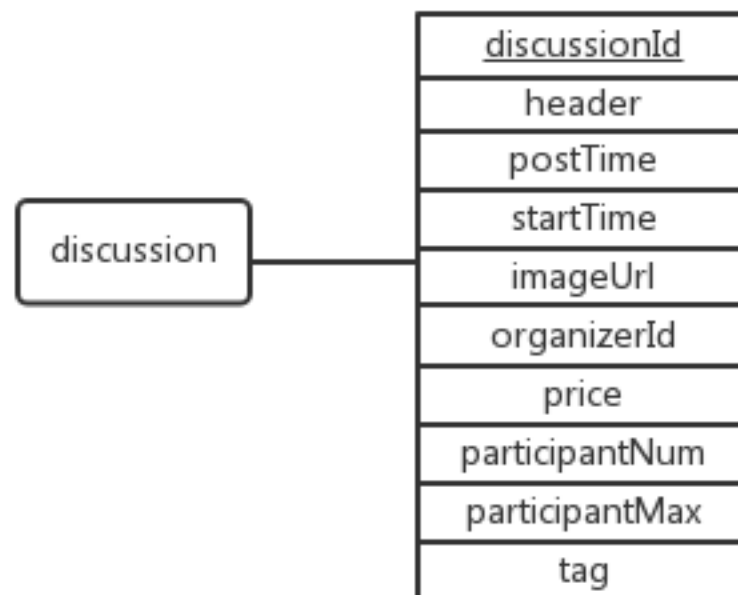 discussion
discussionId
header
postTime
startTime
imageUrl
organizerId
price
participantNum
participantMax
tag